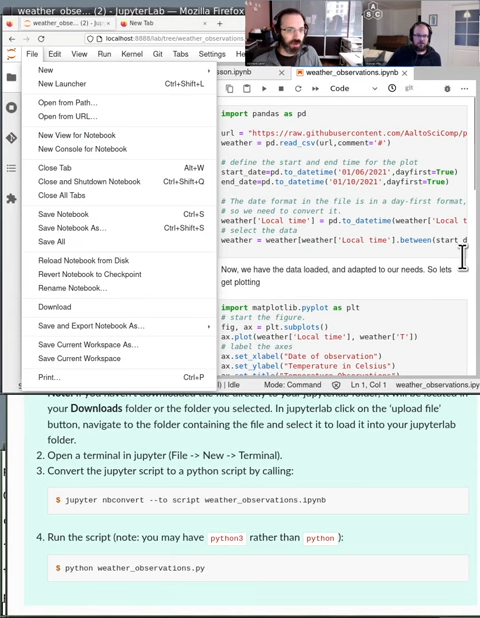 weather_obse... (2) - JupyterLab — Mozilla Firefox
weather_obse... (2) - Jup
New Tab
localhost:8888/lab/tree/weather_observations
File Edit View Run Kernel Git Tabs Settings
New
New Launcher Ctrl+Shift+L
Open from Path…
Open from URL…
New View for Notebook
New Console for Notebook
Close Tab Alt+W
Close and Shutdown Notebook Ctrl+Shift+Q
Close All Tabs
Save Notebook Ctrl+S
Save Notebook As… Ctrl+Shift+S
Save All
Reload Notebook from Disk
Revert Notebook to Checkpoint
Rename Notebook…
Download
Save and Export Notebook As…
Save Current Workspace As…
Save Current Workspace
Print… Ctrl+P
sson.ipynb
weather_observations.ipynb
Code
git
import pandas as pd
url = "https://raw.githubusercontent.com/AaltoSciComp/p
weather = pd.read_csv(url,comment='#')
# define the start and end time for the plot
start_date=pd.to_datetime('01/06/2021',dayfirst=True)
end_date=pd.to_datetime('01/10/2021',dayfirst=True)
# The date format in the file is in a day-first format,
# so we need to convert it.
weather['Local time'] = pd.to_datetime(weather['Local t
# select the data
weather = weather[weather['Local time'].between(start_d
Now, we have the data loaded, and adapted to our needs. So lets
get plotting
import matplotlib.pyplot as plt
# start the figure.
fig, ax = plt.subplots()
ax.plot(weather['Local time'], weather['T'])
# label the axes
ax.set_xlabel("Date of observation")
ax.set_ylabel("Temperature in Celsius")
| Idle Mode: Command Ln 1, Col 1 weather_observations.ipy
your Downloads folder or the folder you selected. In jupyterlab click on the 'upload file'
button, navigate to the folder containing the file and select it to load it into your jupyterlab
folder.
2. Open a terminal in jupyter (File -> New -> Terminal).
3. Convert the jupyter script to a python script by calling:
$ jupyter nbconvert --to script weather_observations.ipynb
4. Run the script (note: you may have python3 rather than python ):
$ python weather_observations.py